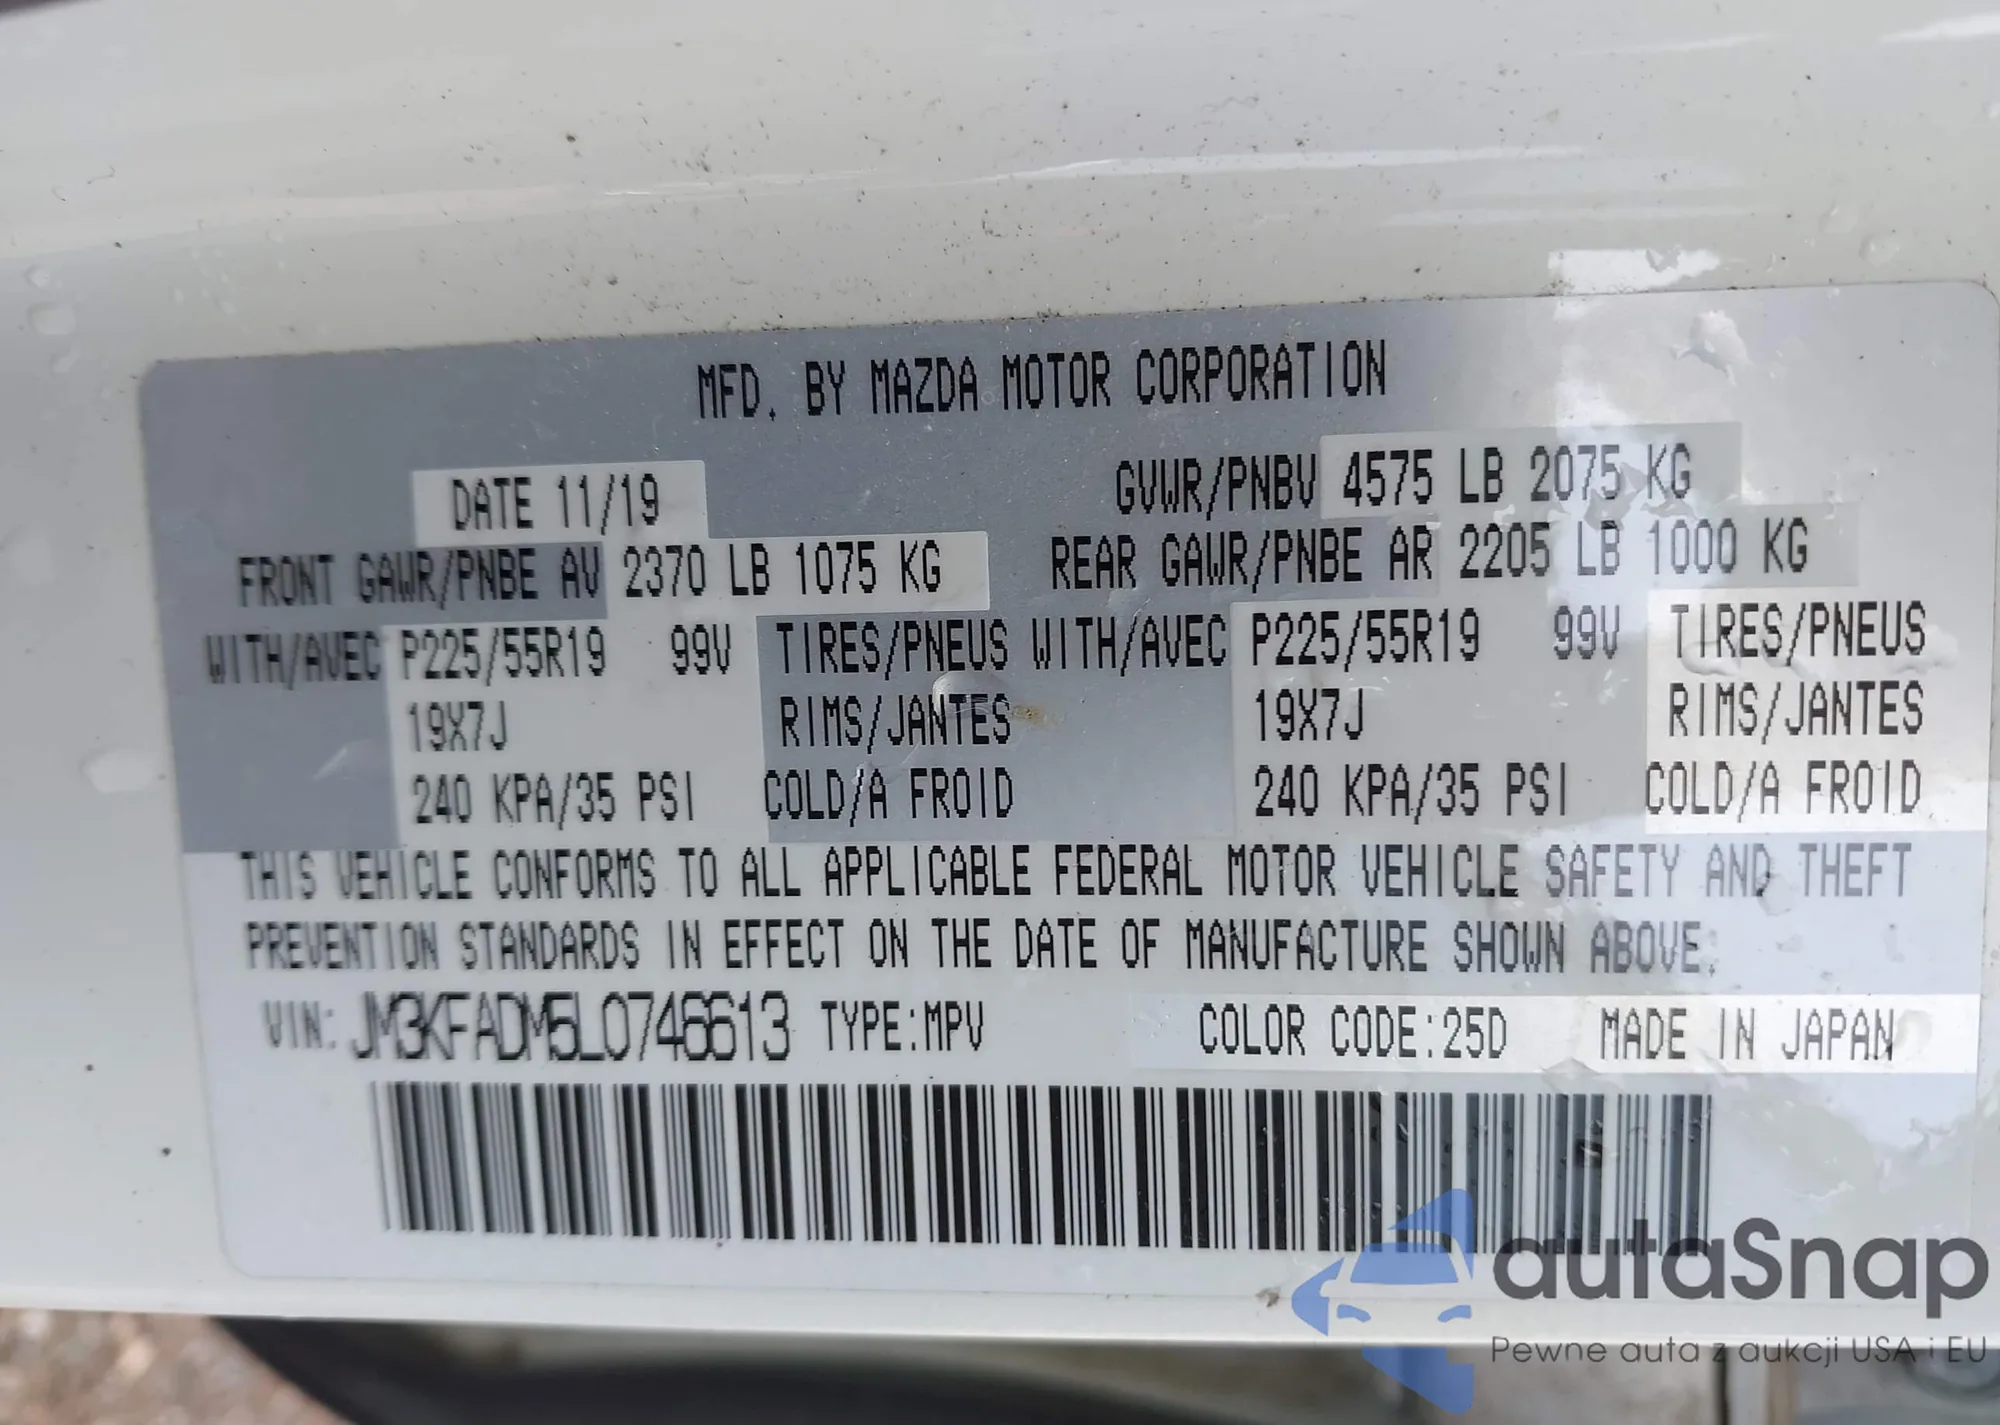 MFD. BY MAZDA MOTOR CORPORATION
DATE 11/19 GVWR/PNBV 4575 LB 2075 KG
FRONT GAWR/PNBE AV 2370 LB 1075 KG REAR GAWR/PNBE AR 2205 LB 1000 KG
WITH/AVEC P225/55R19 99V TIRES/PNEUS WITH/AVEC P225/55R19 99V TIRES/PNEUS
19X7J RIMS/JANTES 19X7J RIMS/JANTES
240 KPA/35 PSI COLD/A FROID 240 KPA/35 PSI COLD/A FROID
THIS VEHICLE CONFORMS TO ALL APPLICABLE FEDERAL MOTOR VEHICLE SAFETY AND THEFT
PREVENTION STANDARDS IN EFFECT ON THE DATE OF MANUFACTURE SHOWN ABOVE.
VIN: JM3KFADM5L0746613 TYPE:MPV COLOR CODE:25D MADE IN JAPAN
autaSnap
Pewne auta z aukcji USA i EU